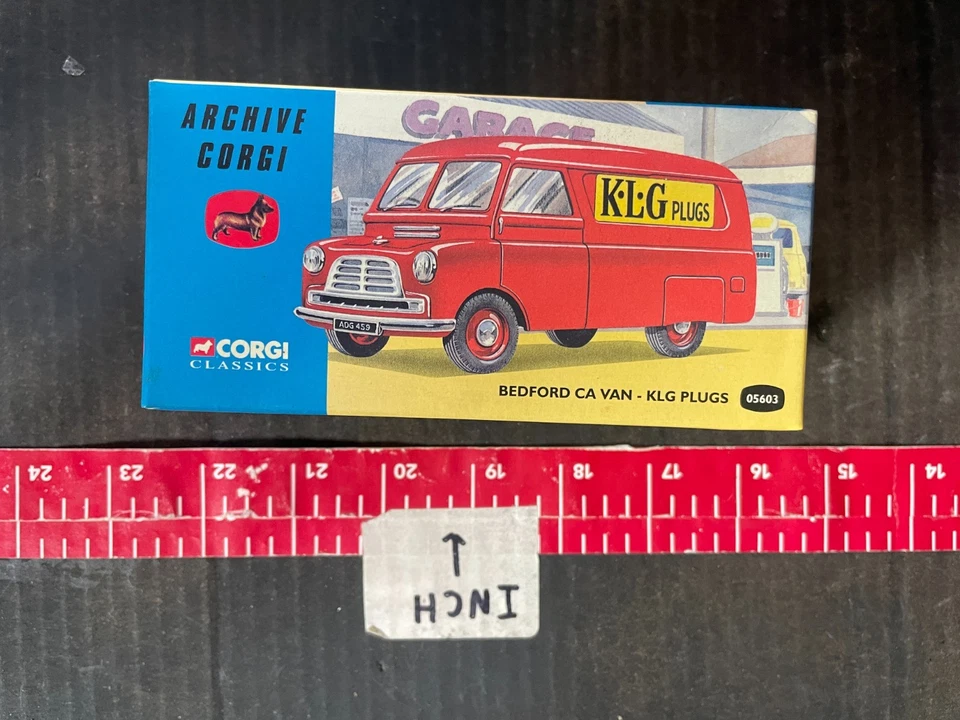 ARCHIVE
CORGI
GARAGE
K·L·G PLUGS
ADG 459
CORGI
CLASSICS
BEDFORD CA VAN - KLG PLUGS 05603
24 23 22 21 20 19 18 17 16 15 14
INCH